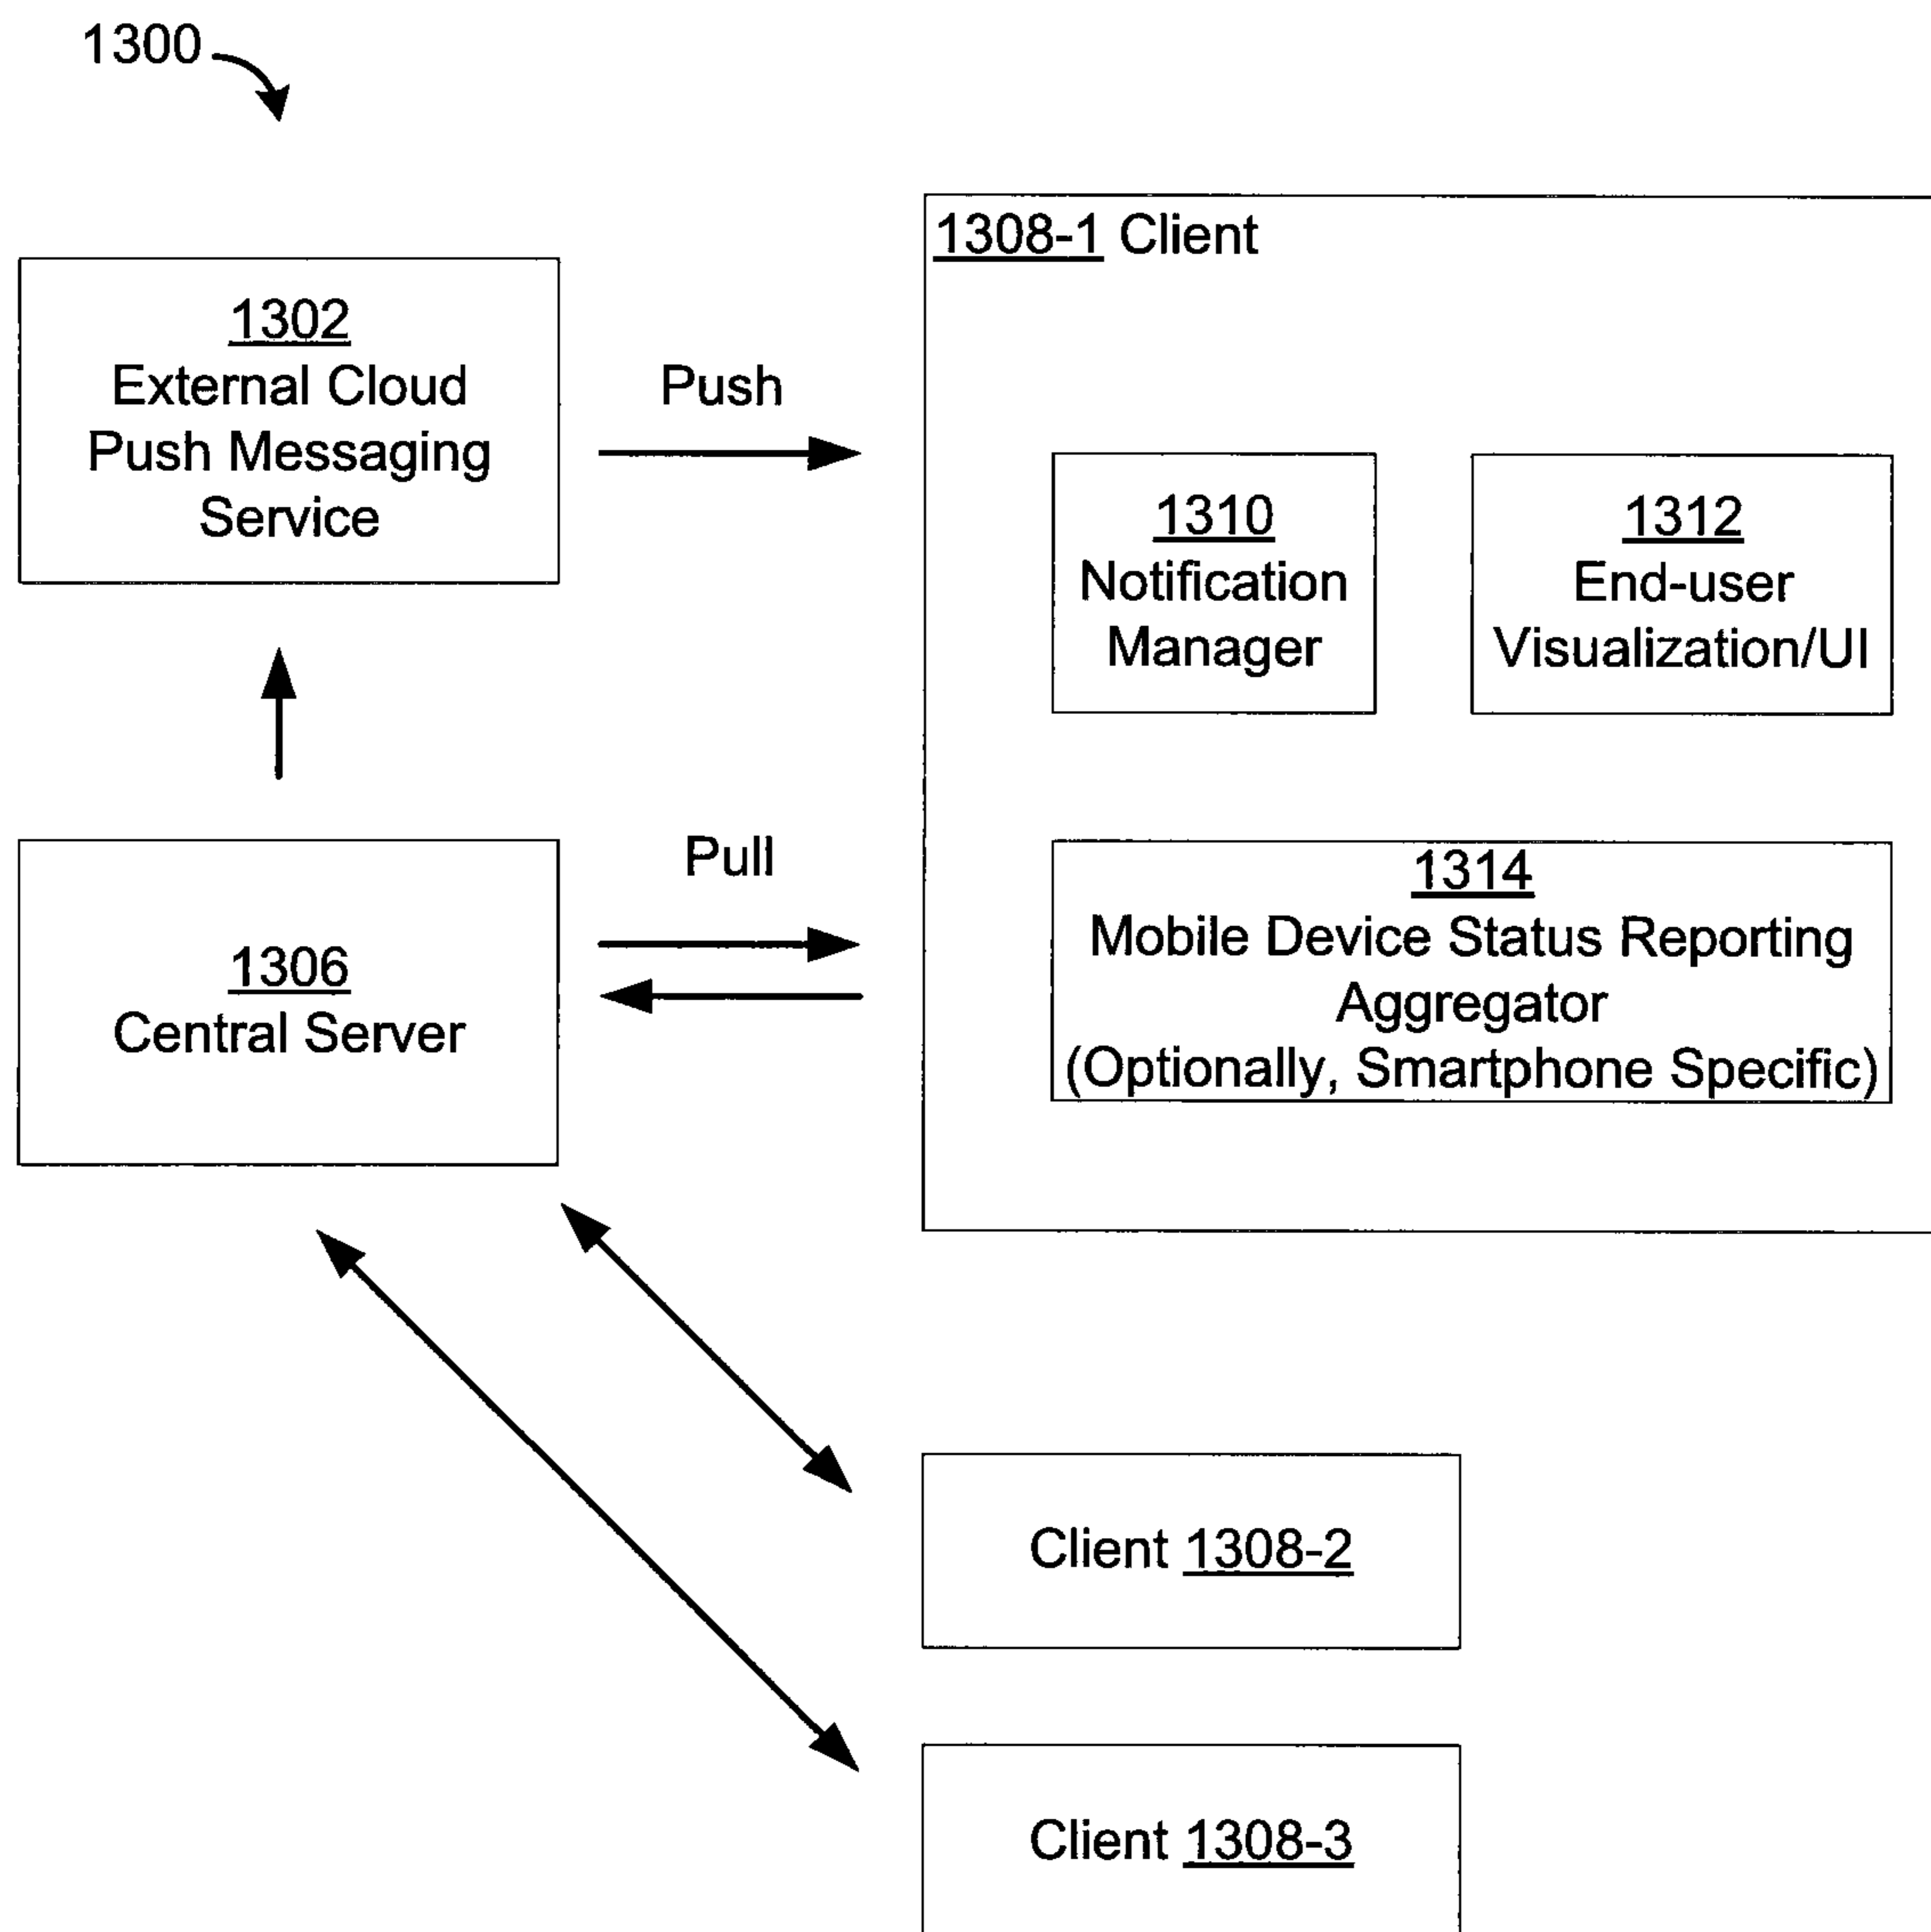 1300
1308-1 Client
1302
External Cloud
Push Messaging
Service
Push
1310
Notification
Manager
1312
End-user
Visualization/UI
Pull
1306
Central Server
1314
Mobile Device Status Reporting
Aggregator
(Optionally, Smartphone Specific)
Client 1308-2
Client 1308-3